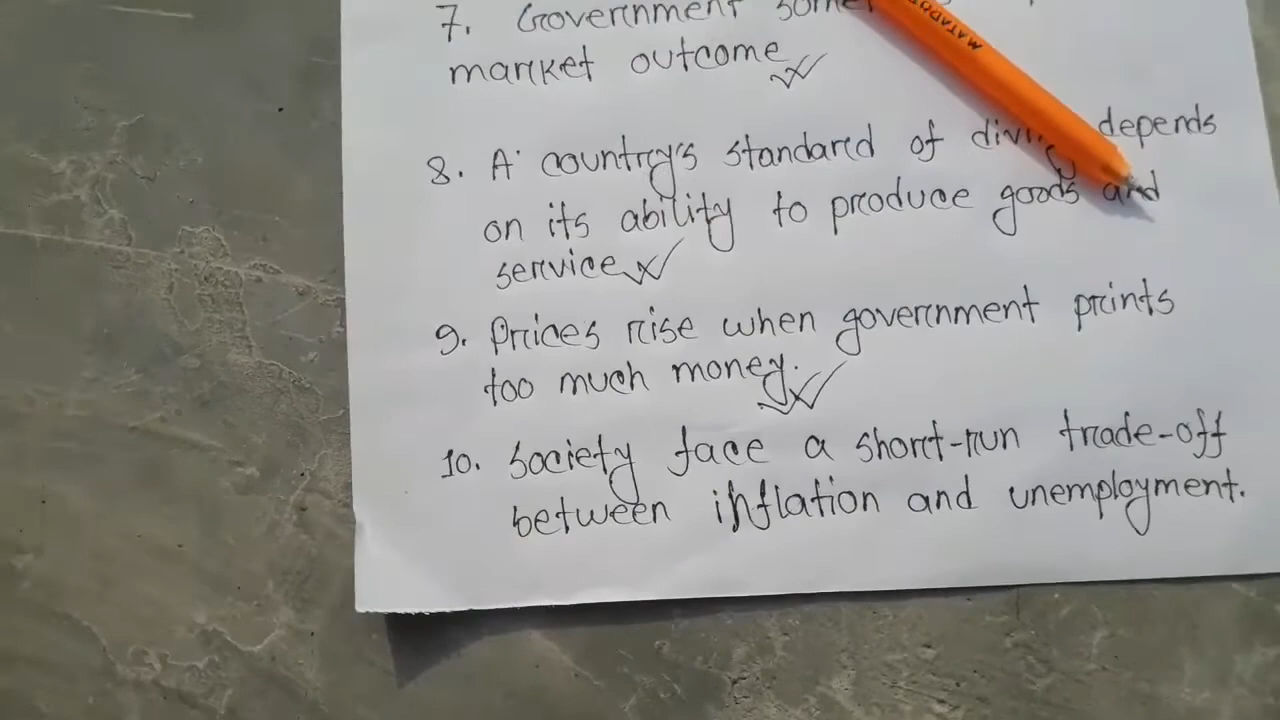 7. Government
market outcome
MATADOR
8. A country's standard of depends
on its ability to produce goods and
service
9. Prices rise when government prints
too much money.
10. Society face a short-run trade-off
between inflation and unemployment.